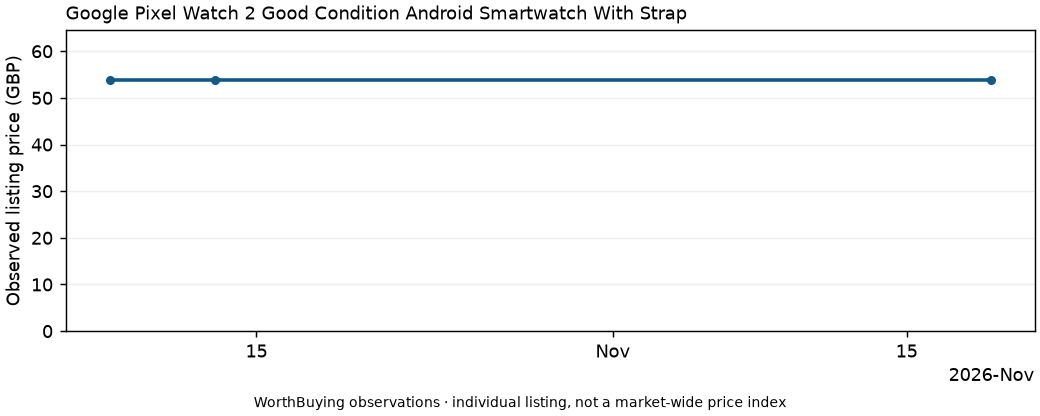 Google Pixel Watch 2 Good Condition Android Smartwatch With Strap
Observed listing price (GBP)
60
50
40
30
20
10
0
15
Nov
15
2026-Nov
WorthBuying observations · individual listing, not a market-wide price index